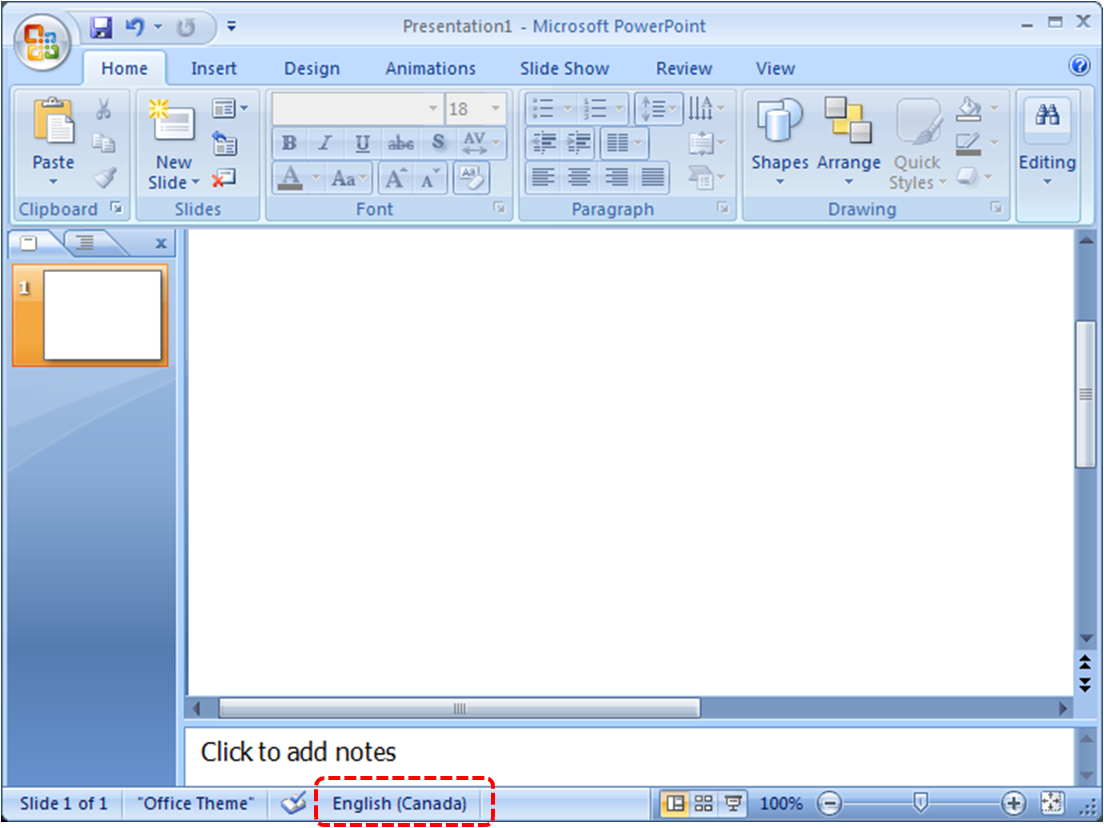 Presentation1 - Microsoft PowerPoint
Home Insert Design Animations Slide Show Review View
18
B I U abc S AV
Paste New Slide Shapes Arrange Quick Styles Editing
A Aa A A
Clipboard Slides Font Paragraph Drawing
1
Click to add notes
Slide 1 of 1 "Office Theme" English (Canada) 100%